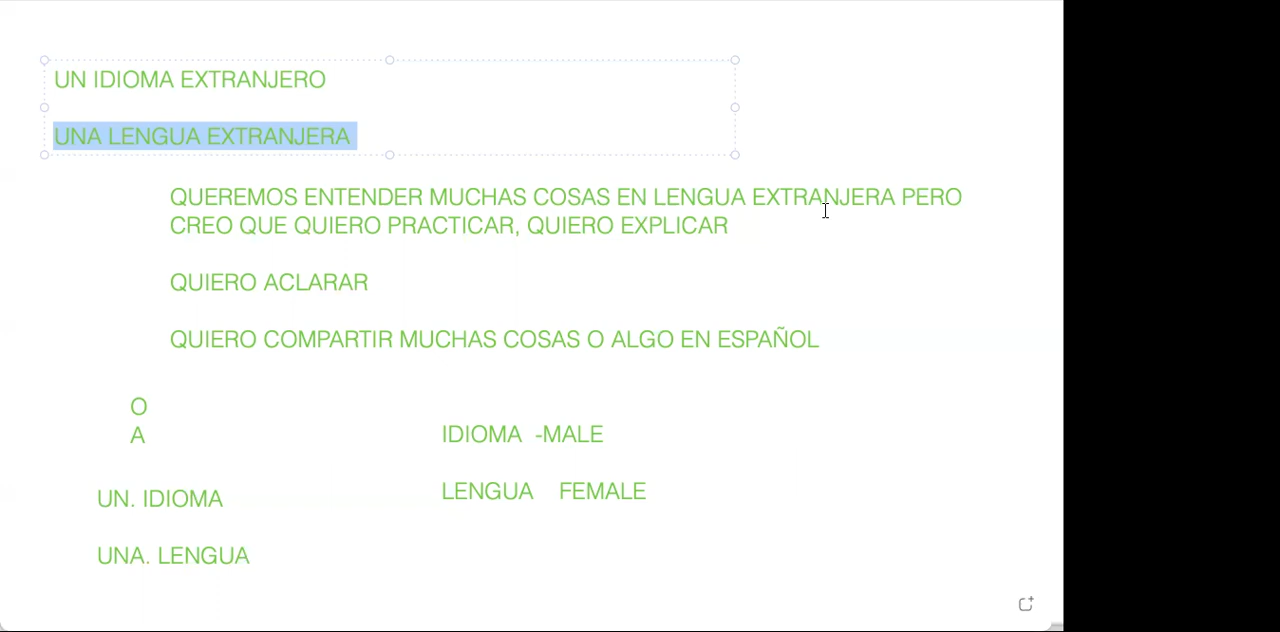 UN IDIOMA EXTRANJERO
UNA LENGUA EXTRANJERA
QUEREMOS ENTENDER MUCHAS COSAS EN LENGUA EXTRANJERA PERO
CREO QUE QUIERO PRACTICAR, QUIERO EXPLICAR
QUIERO ACLARAR
QUIERO COMPARTIR MUCHAS COSAS O ALGO EN ESPAÑOL
O
A
IDIOMA -MALE
LENGUA FEMALE
UN. IDIOMA
UNA. LENGUA